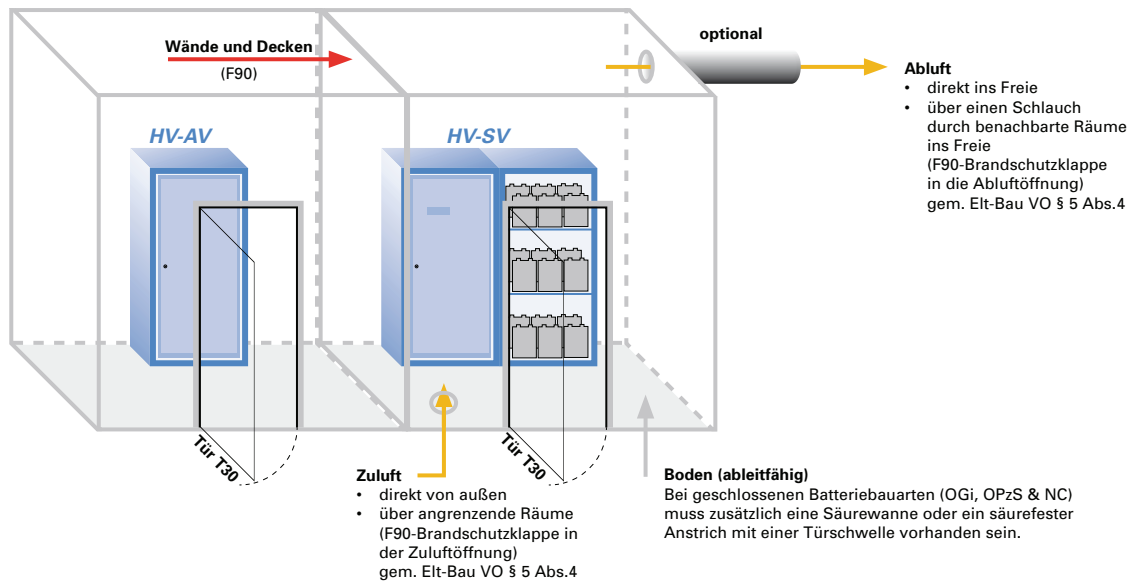 Wände und Decken
(F90)
optional
Abluft
• direkt ins Freie
• über einen Schlauch
durch benachbarte Räume
ins Freie
(F90-Brandschutzklappe
in die Abluftöffnung)
gem. Elt-Bau VO § 5 Abs.4
HV-AV
HV-SV
Tür T30
Tür T30
Zuluft
• direkt von außen
• über angrenzende Räume
(F90-Brandschutzklappe in
der Zuluftöffnung)
gem. Elt-Bau VO § 5 Abs.4
Boden (ableitfähig)
Bei geschlossenen Batteriebauarten (OGi, OPzS & NC)
muss zusätzlich eine Säurewanne oder ein säurefester
Anstrich mit einer Türschwelle vorhanden sein.